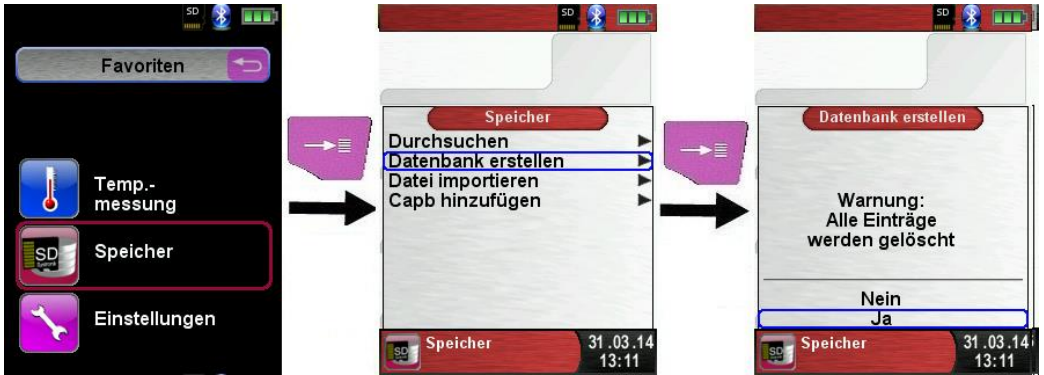 SD
Favoriten
Temp.-
messung
SD
Speicher
Einstellungen
SD
Speicher
Durchsuchen
Datenbank erstellen
Datei importieren
Capb hinzufügen
SD
Speicher
31.03.14
13:11
SD
Datenbank erstellen
Warnung:
Alle Einträge
werden gelöscht
Nein
Ja
SD
Speicher
31.03.14
13:11